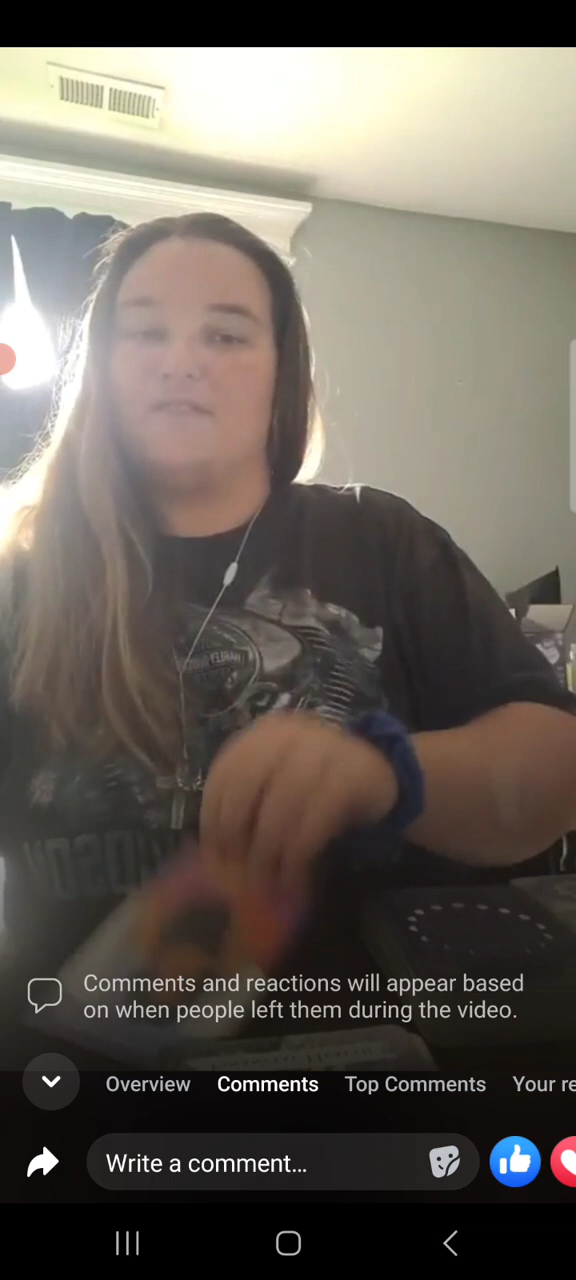 Comments and reactions will appear based
on when people left them during the video.
Overview Comments Top Comments Your re
Write a comment...